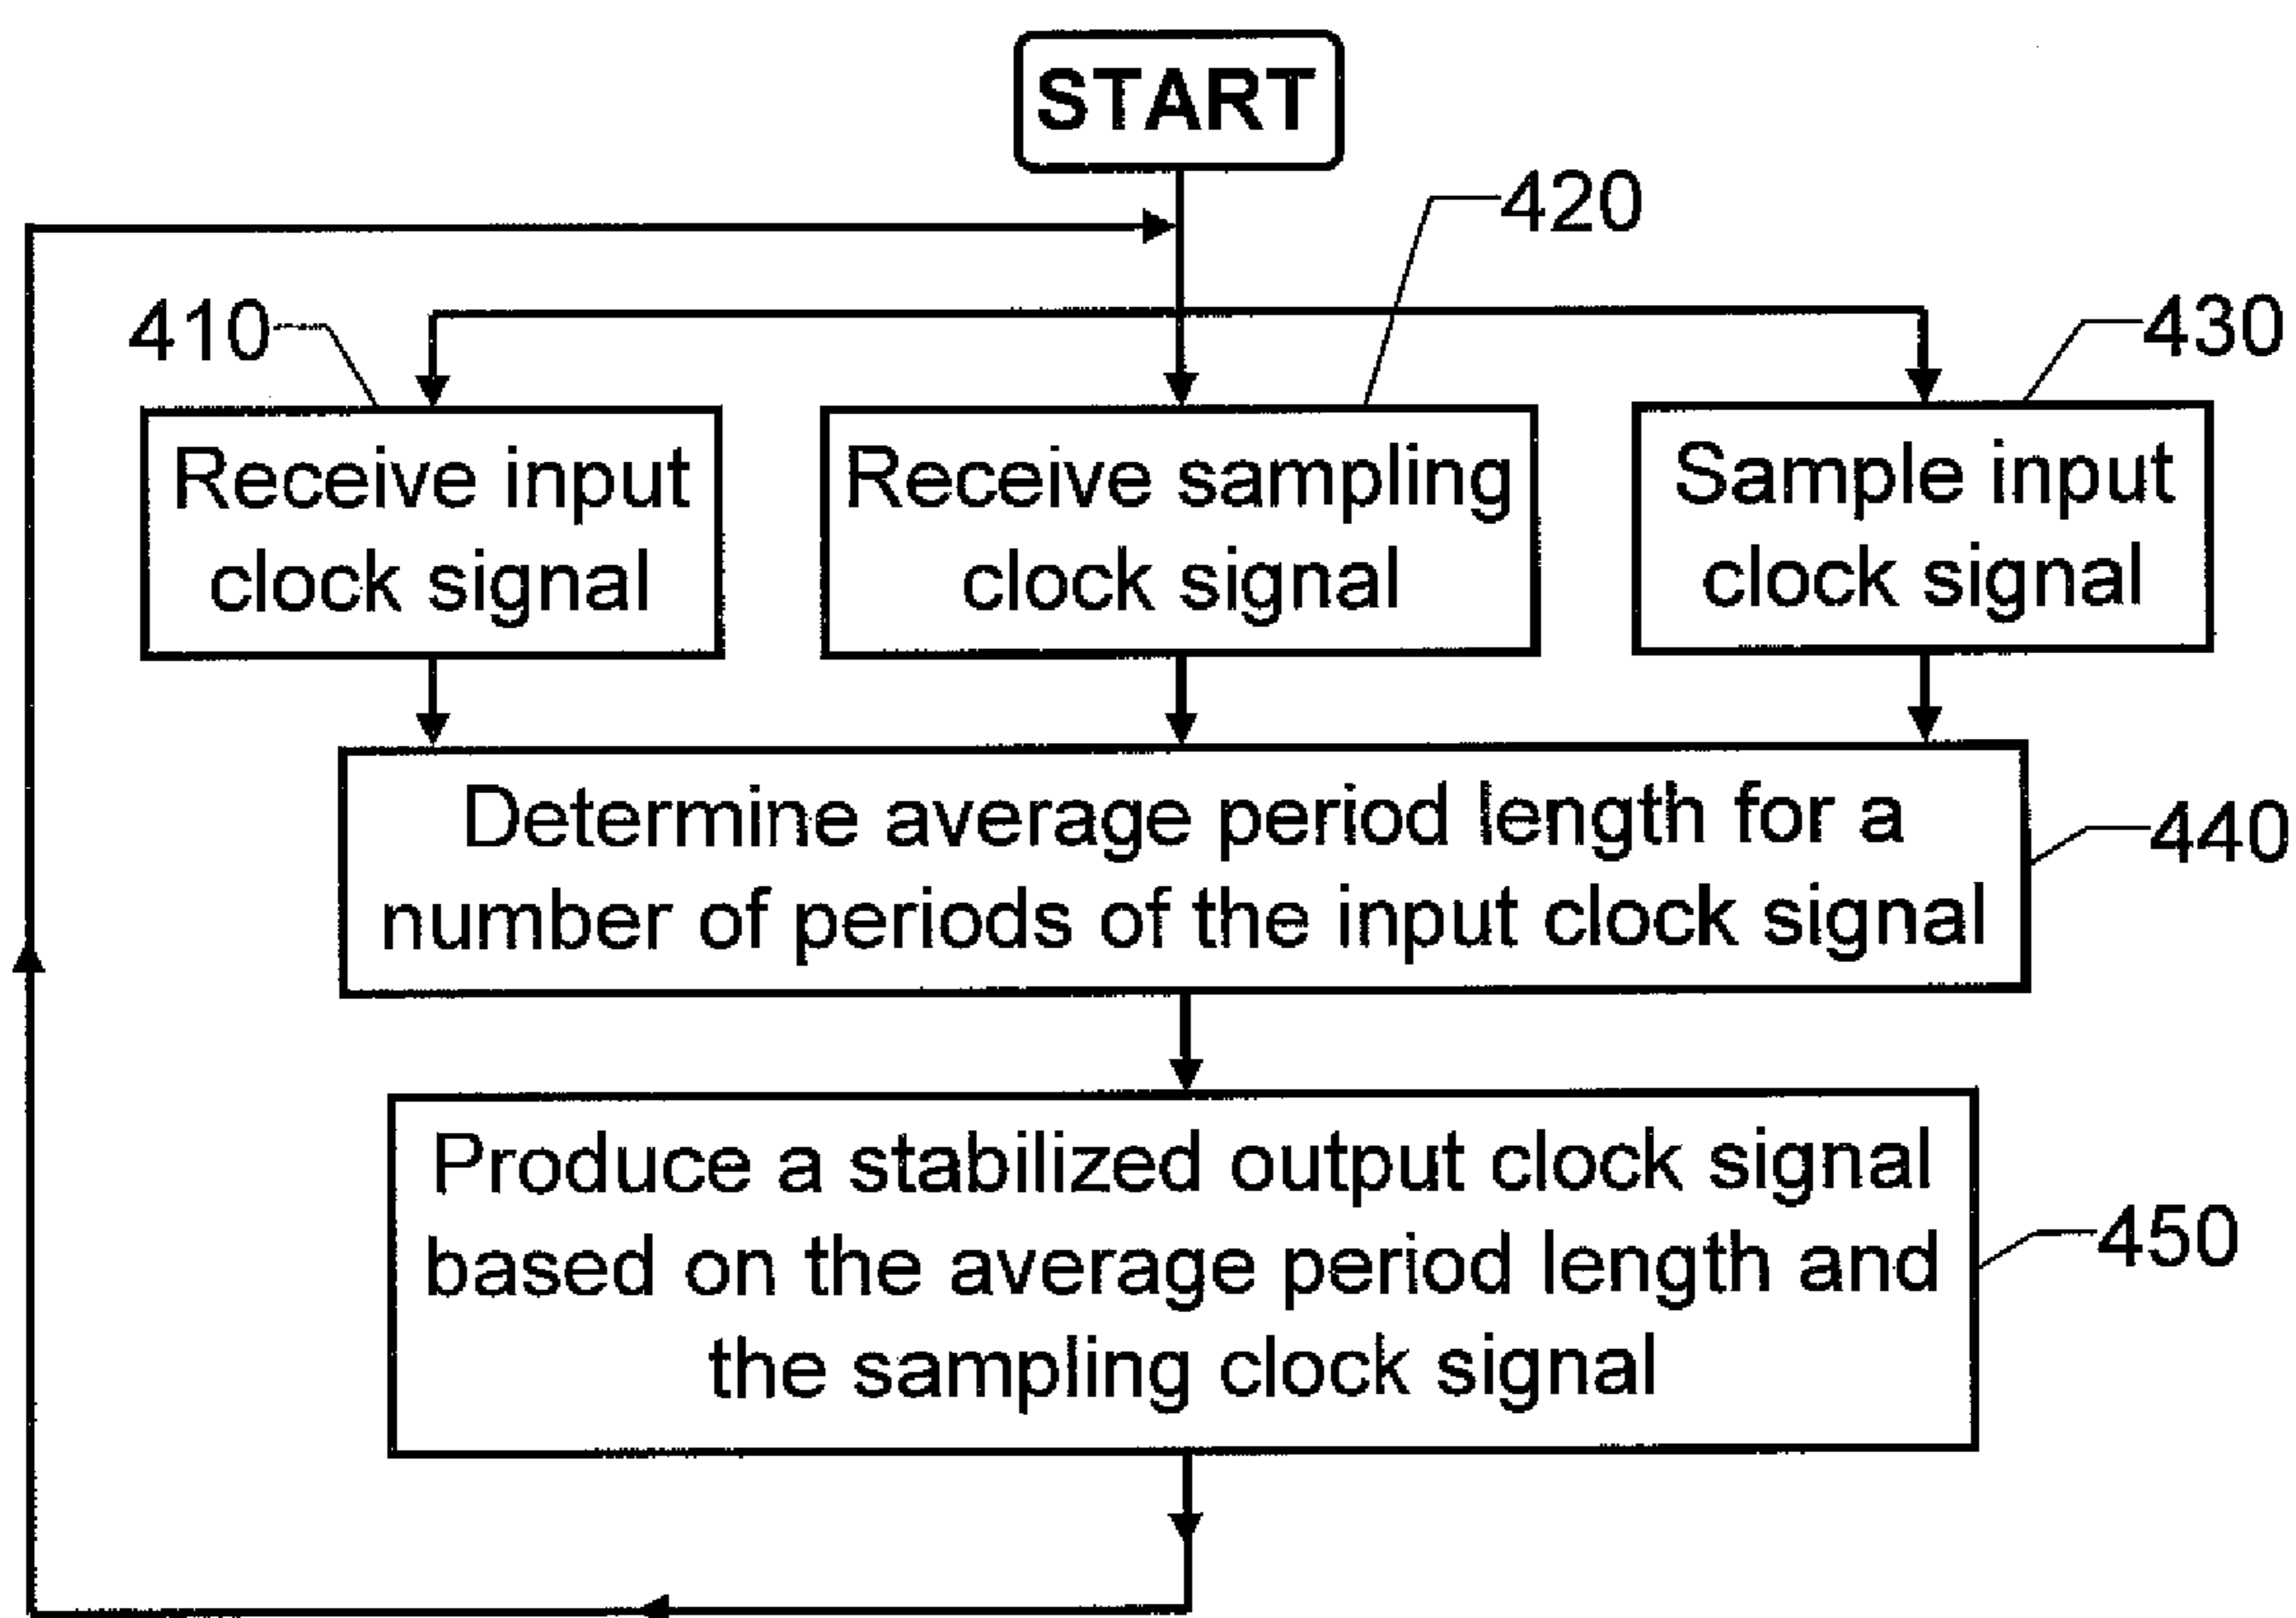 START
420
410
430
Receive input
clock signal
Receive sampling
clock signal
Sample input
clock signal
Determine average period length for a
number of periods of the input clock signal
440
Produce a stabilized output clock signal
based on the average period length and
the sampling clock signal
450